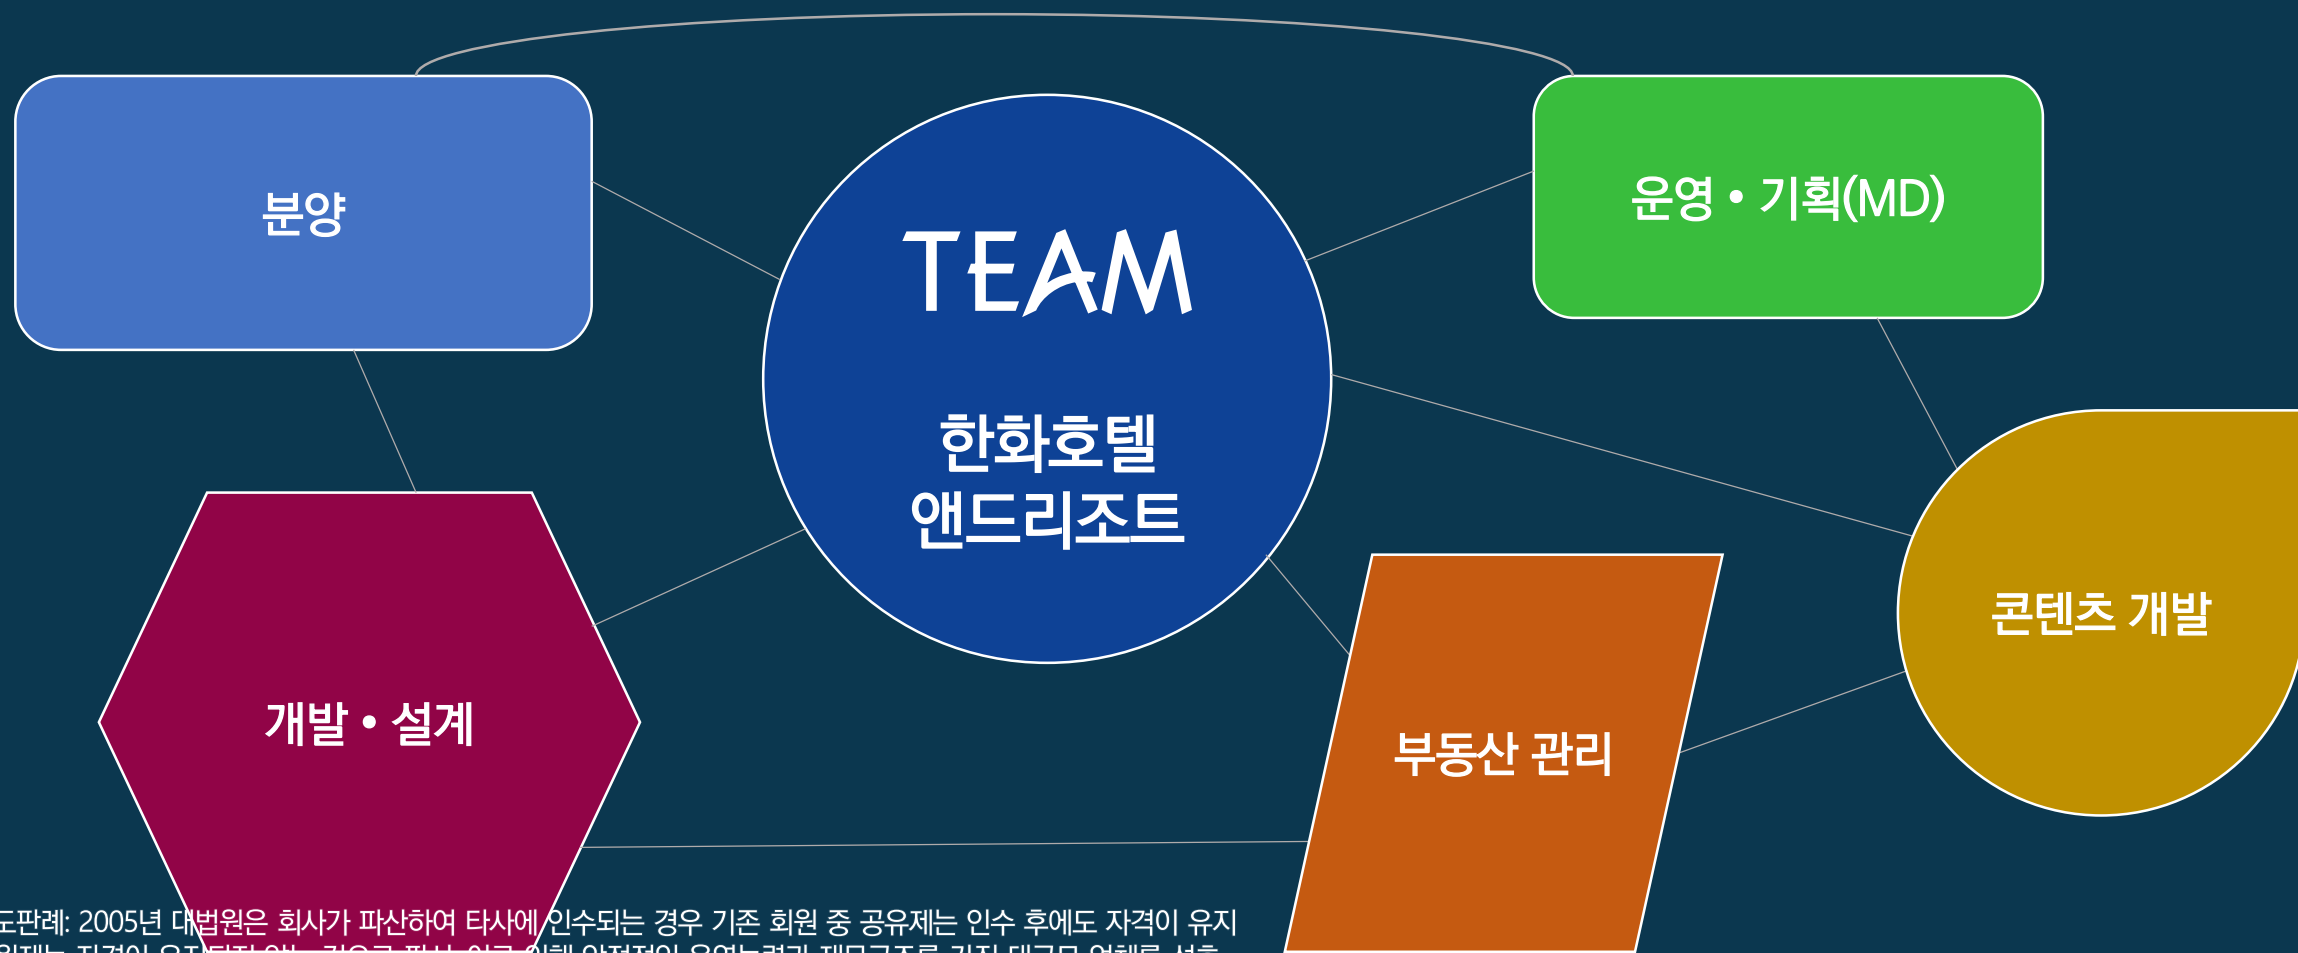 분양
운영 • 기획(MD)
TEAM
한화호텔
앤드리조트
콘텐츠 개발
개발 • 설계
부동산 관리
도판례: 2005년 대법원은 회사가 파산하여 타사에 인수되는 경우 기존 회원 중 공유제는 인수 후에도 자격이 유지